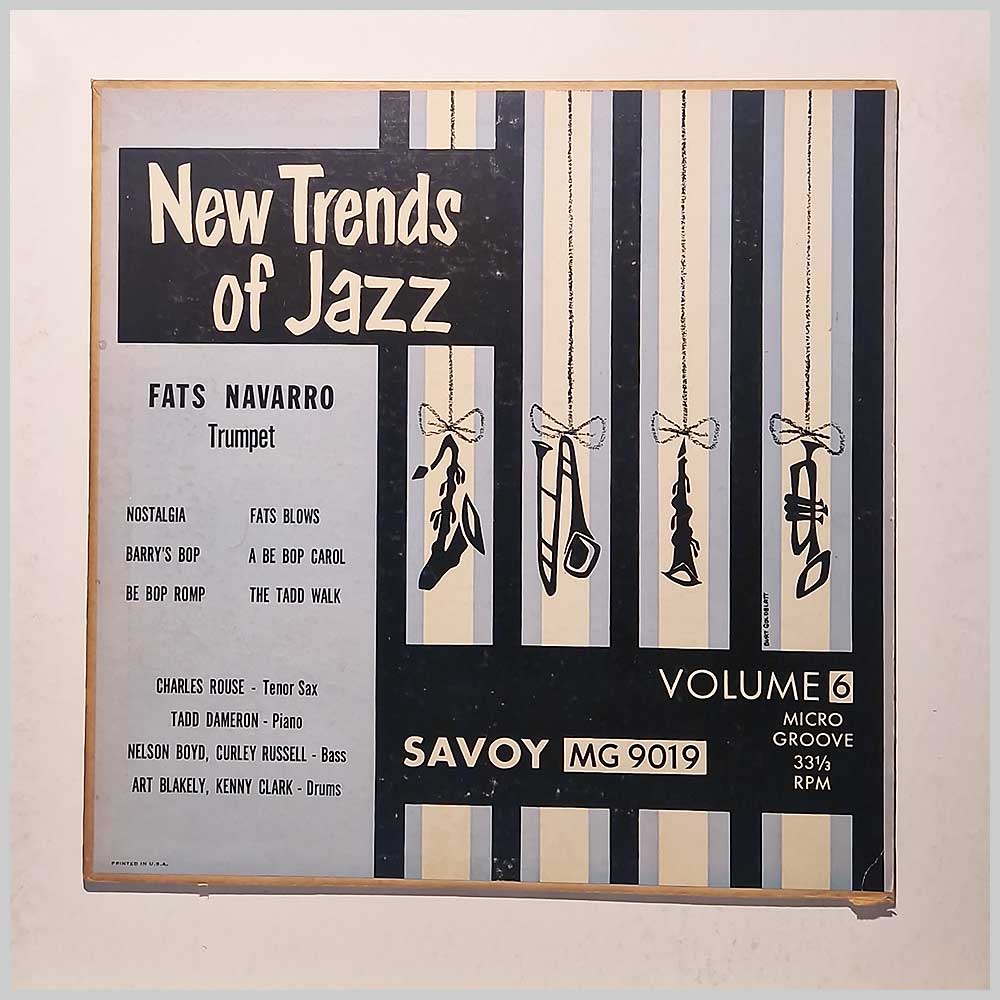 New Trends
of Jazz
FATS NAVARRO
Trumpet
NOSTALGIA FATS BLOWS
BARRY'S BOP A BE BOP CAROL
BE BOP ROMP THE TADD WALK
CHARLES ROUSE - Tenor Sax
TADD DAMERON - Piano
NELSON BOYD, CURLEY RUSSELL - Bass
ART BLAKELY, KENNY CLARK - Drums
PRINTED IN U.S.A.
BURT GOLDBLATT
VOLUME 6
MICRO
GROOVE
33⅓
RPM
SAVOY MG 9019